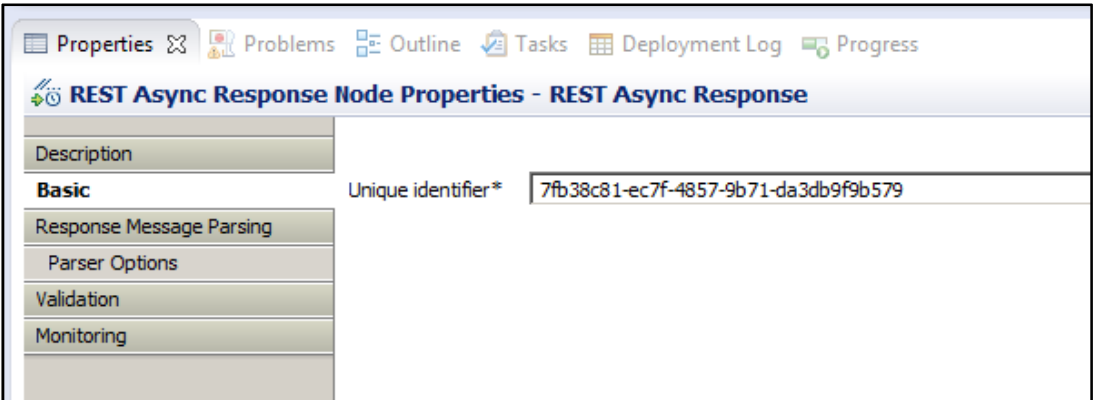 Properties Problems Outline Tasks Deployment Log Progress
REST Async Response Node Properties - REST Async Response
Description
Basic
Unique identifier* 7fb38c81-ec7f-4857-9b71-da3db9f9b579
Response Message Parsing
Parser Options
Validation
Monitoring